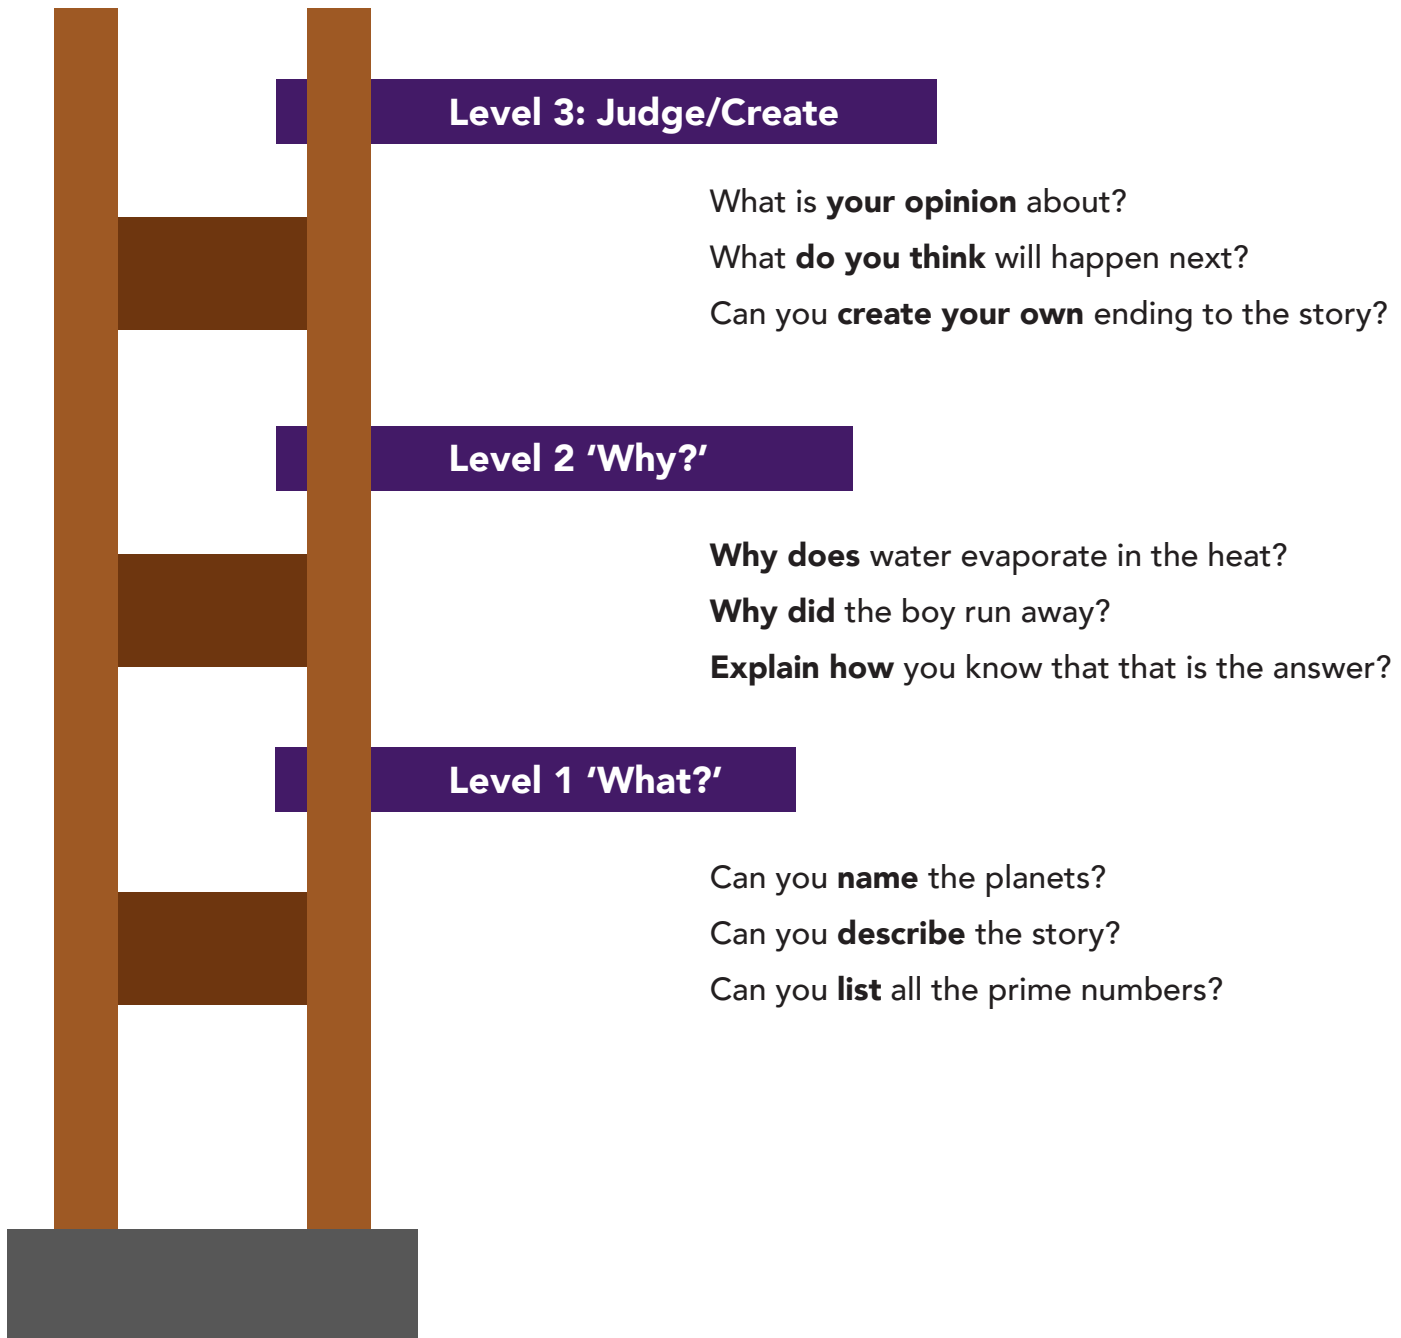 Level 3: Judge/Create
What is your opinion about?
What do you think will happen next?
Can you create your own ending to the story?
Level 2 ‘Why?’
Why does water evaporate in the heat?
Why did the boy run away?
Explain how you know that that is the answer?
Level 1 ‘What?’
Can you name the planets?
Can you describe the story?
Can you list all the prime numbers?